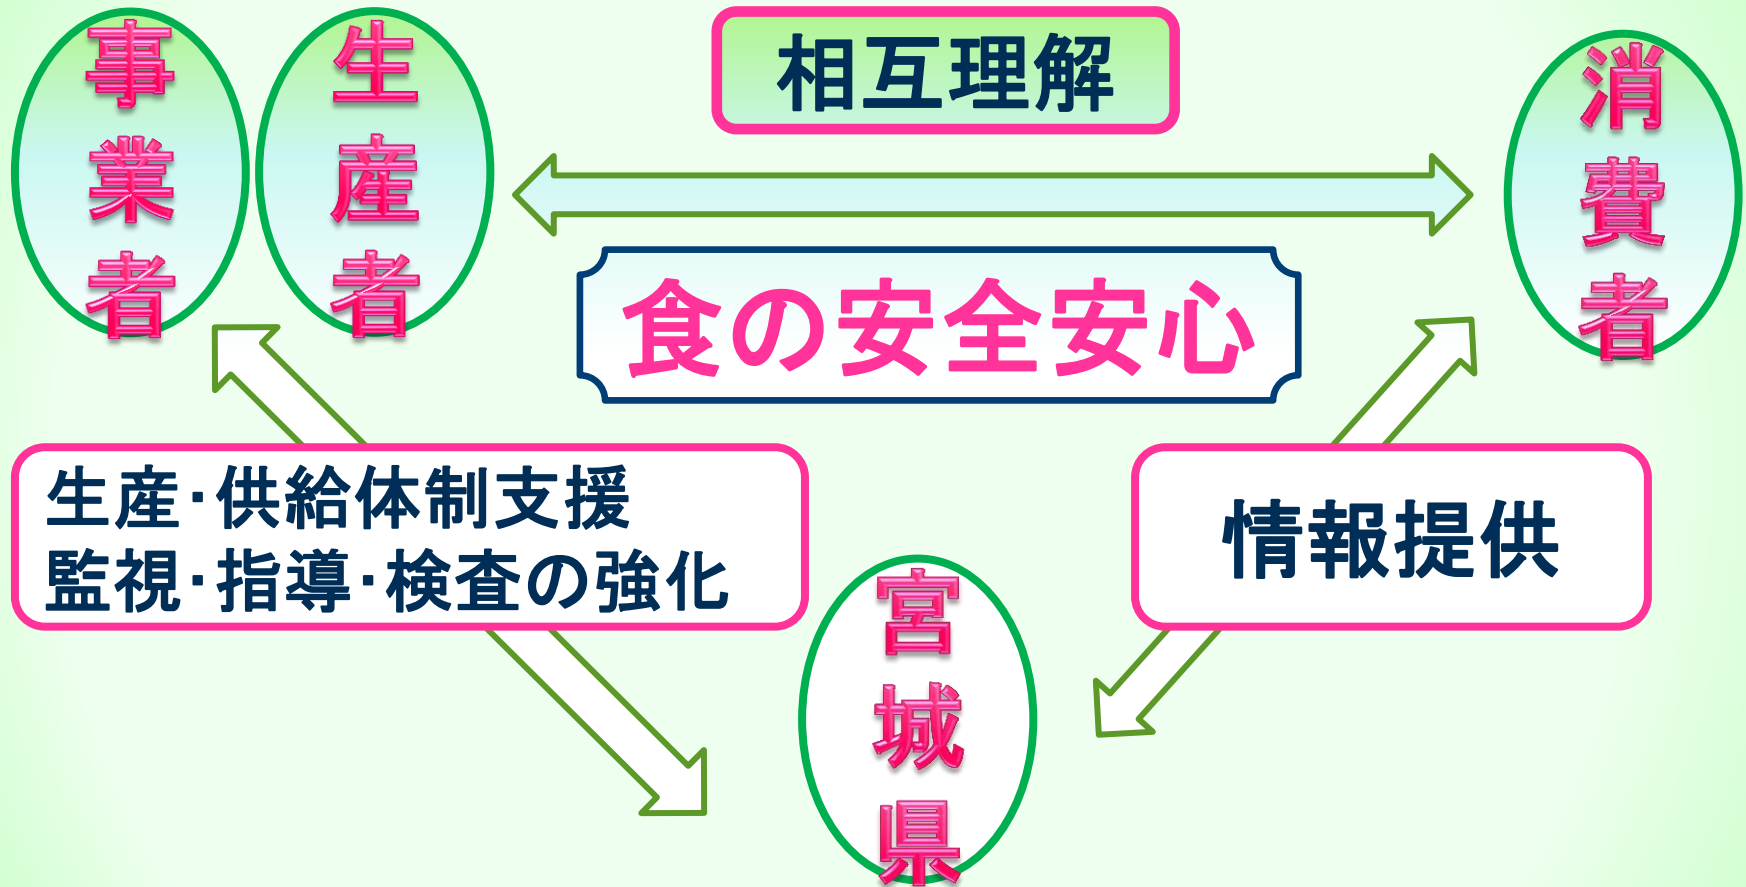 事業者
生産者
相互理解
消費者
食の安全安心
生産・供給体制支援
監視・指導・検査の強化
情報提供
宮城県